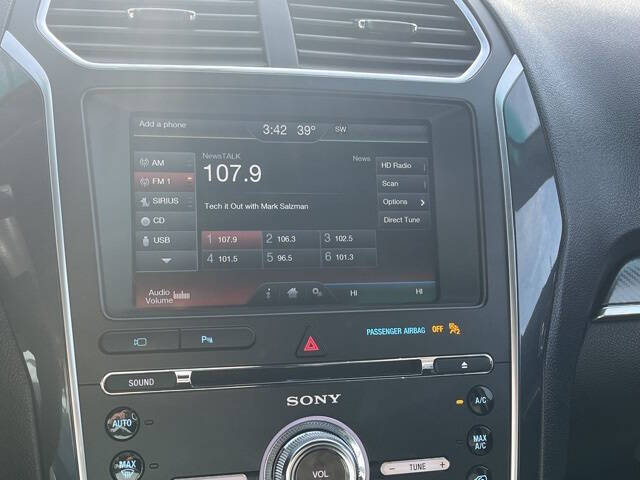 Add a phone
3:42 39° SW
NewsTALK
News
107.9
Tech it Out with Mark Salzman
AM
FM 1
SIRIUS
CD
USB
HD Radio
Scan
Options
Direct Tune
1 107.9 2 106.3 3 102.5
4 101.5 5 96.5 6 101.3
Audio
Volume
HI HI
P
PASSENGER AIRBAG OFF
SOUND
SONY
AUTO
A/C
MAX
MAX
A/C
VOL
− TUNE +